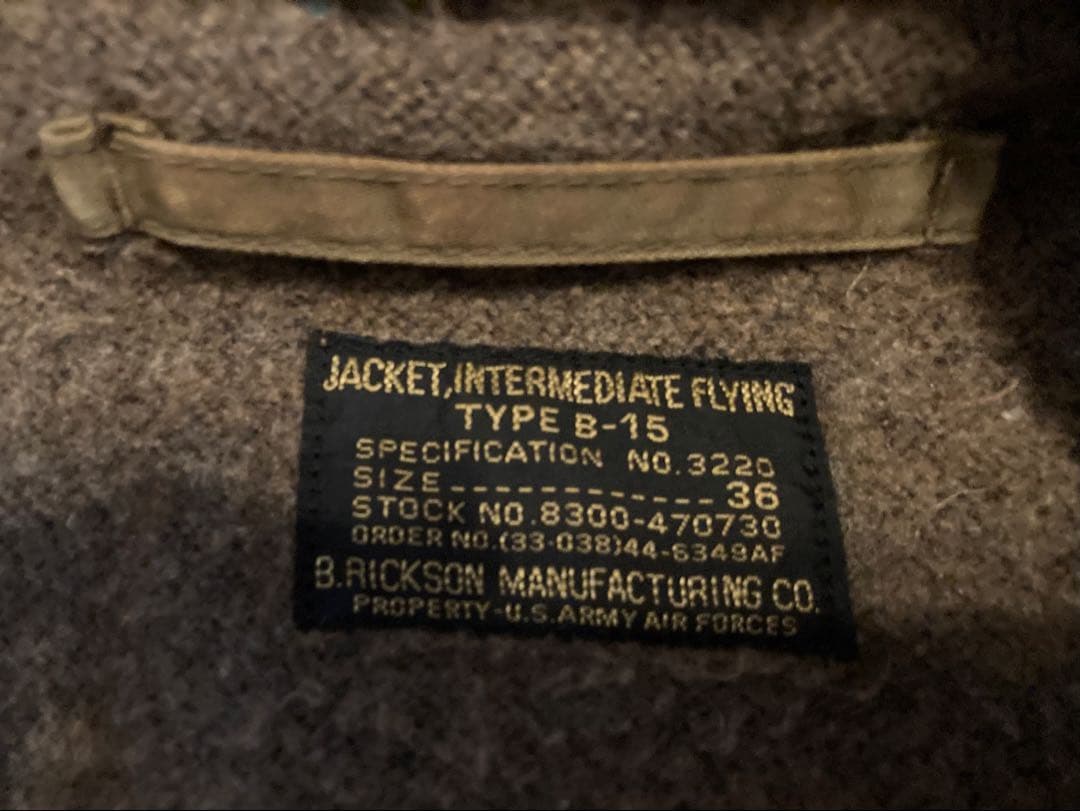 JACKET, INTERMEDIATE FLYING
TYPE B-15
SPECIFICATION NO. 3220
SIZE ------------- 36
STOCK NO. 8300-470730
ORDER NO. (33-038)44-6349AF
B. RICKSON MANUFACTURING CO.
PROPERTY-U.S. ARMY AIR FORCES